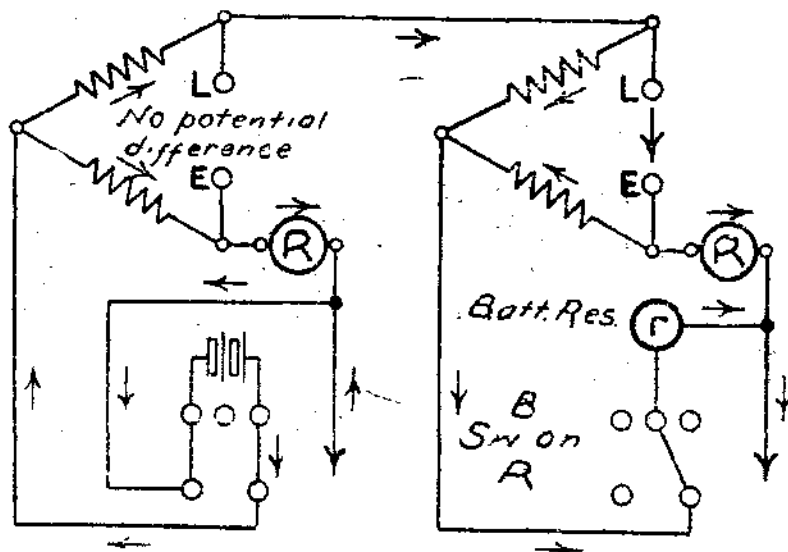 L
No potential
difference
E
R
L
E
R
Batt. Res.
r
B
Sw on
R